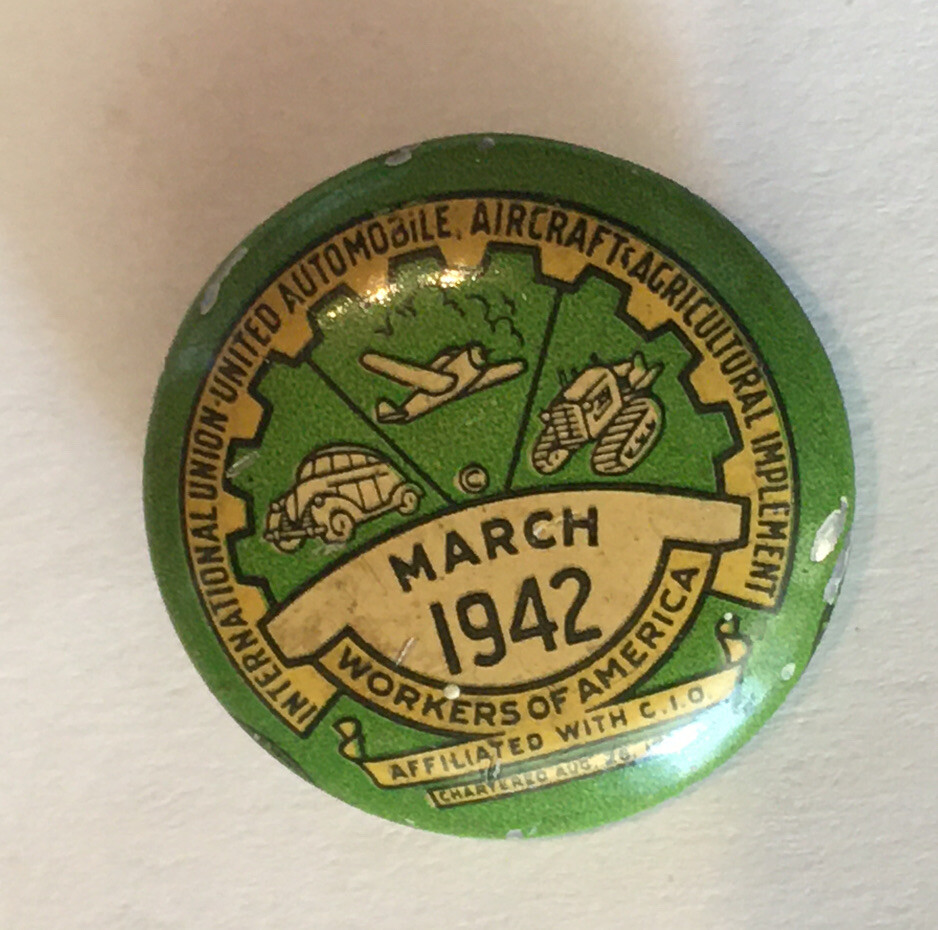 INTERNATIONAL UNION-UNITED AUTOMOBILE, AIRCRAFT & AGRICULTURAL IMPLEMENT
©
MARCH
1942
WORKERS OF AMERICA
AFFILIATED WITH C.I.O.
CHARTERED AUG. 26,